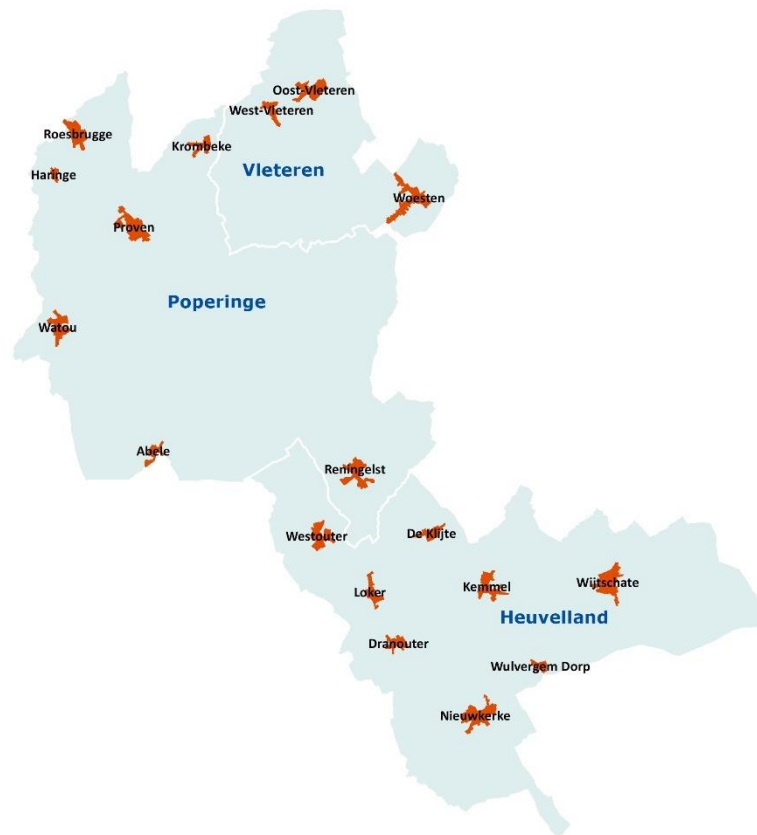 Oost-Vleteren
West-Vleteren
Roesbrugge
Krombeke
Vleteren
Haringe
Woesten
Proven
Poperinge
Watou
Abele
Reningelst
Westouter
De Klijte
Loker
Kemmel
Wijtschate
Heuvelland
Dranouter
Wulvergem Dorp
Nieuwkerke